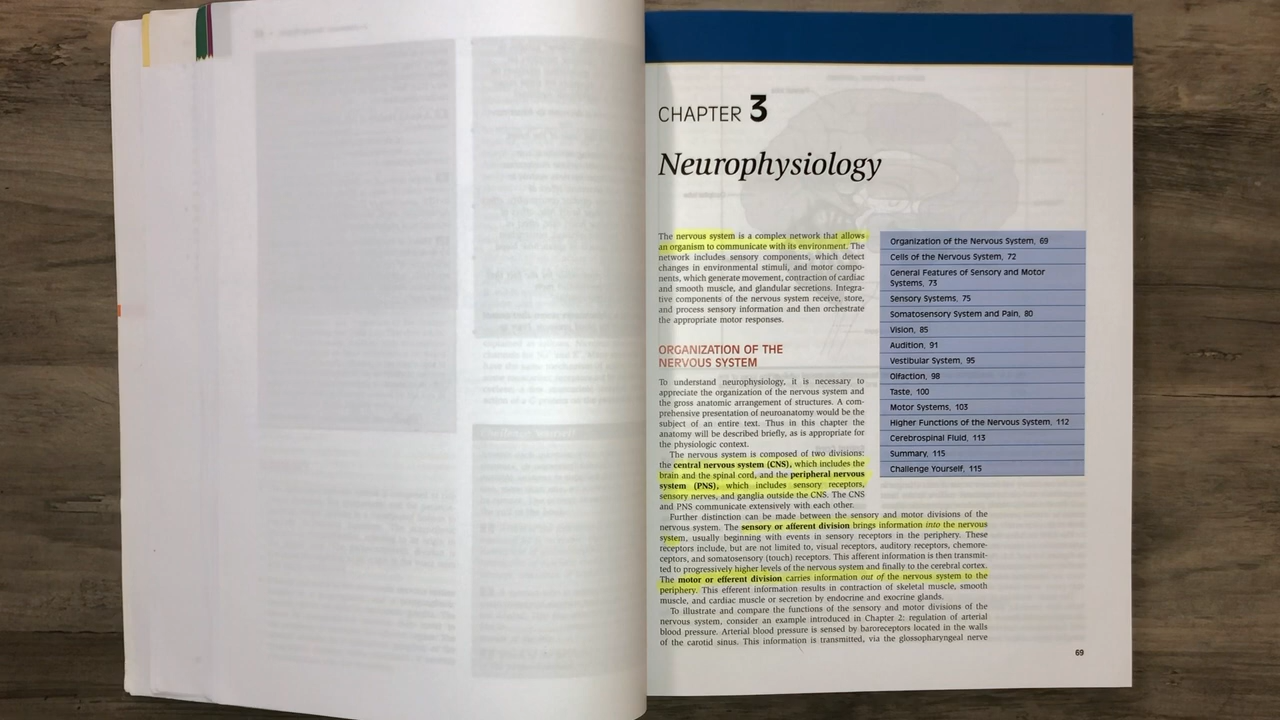 CHAPTER 3
Neurophysiology
The nervous system is a complex network that allows
an organism to communicate with its environment. The
network includes sensory components, which detect
changes in environmental stimuli, and motor compo-
nents, which generate movement, contraction of cardiac
and smooth muscle, and glandular secretions. Integra-
tive components of the nervous system receive, store,
and process sensory information and then orchestrate
the appropriate motor responses.
ORGANIZATION OF THE
NERVOUS SYSTEM
To understand neurophysiology, it is necessary to
appreciate the organization of the nervous system and
the gross anatomic arrangement of structures. A com-
prehensive presentation of neuroanatomy would be the
subject of an entire text. Thus in this chapter the
anatomy will be described briefly, as is appropriate for
the physiologic context.
The nervous system is composed of two divisions:
the central nervous system (CNS), which includes the
brain and the spinal cord, and the peripheral nervous
system (PNS), which includes sensory receptors,
sensory nerves, and ganglia outside the CNS. The CNS
and PNS communicate extensively with each other.
Further distinction can be made between the sensory and motor divisions of the
nervous system. The sensory or afferent division brings information into the nervous
system, usually beginning with events in sensory receptors in the periphery. These
receptors include, but are not limited to, visual receptors, auditory receptors, chemore-
ceptors, and somatosensory (touch) receptors. This afferent information is then transmit-
ted to progressively higher levels of the nervous system and finally to the cerebral cortex.
The motor or efferent division carries information out of the nervous system to the
periphery. This efferent information results in contraction of skeletal muscle, smooth
muscle, and cardiac muscle or secretion by endocrine and exocrine glands.
To illustrate and compare the functions of the sensory and motor divisions of the
nervous system, consider an example introduced in Chapter 2: regulation of arterial
blood pressure. Arterial blood pressure is sensed by baroreceptors located in the walls
of the carotid sinus. This information is transmitted, via the glossopharyngeal nerve
Organization of the Nervous System, 69
Cells of the Nervous System, 72
General Features of Sensory and Motor
Systems, 73
Sensory Systems, 75
Somatosensory System and Pain, 80
Vision, 85
Audition, 91
Vestibular System, 95
Olfaction, 98
Taste, 100
Motor Systems, 103
Higher Functions of the Nervous System, 112
Cerebrospinal Fluid, 113
Summary, 115
Challenge Yourself, 115
69